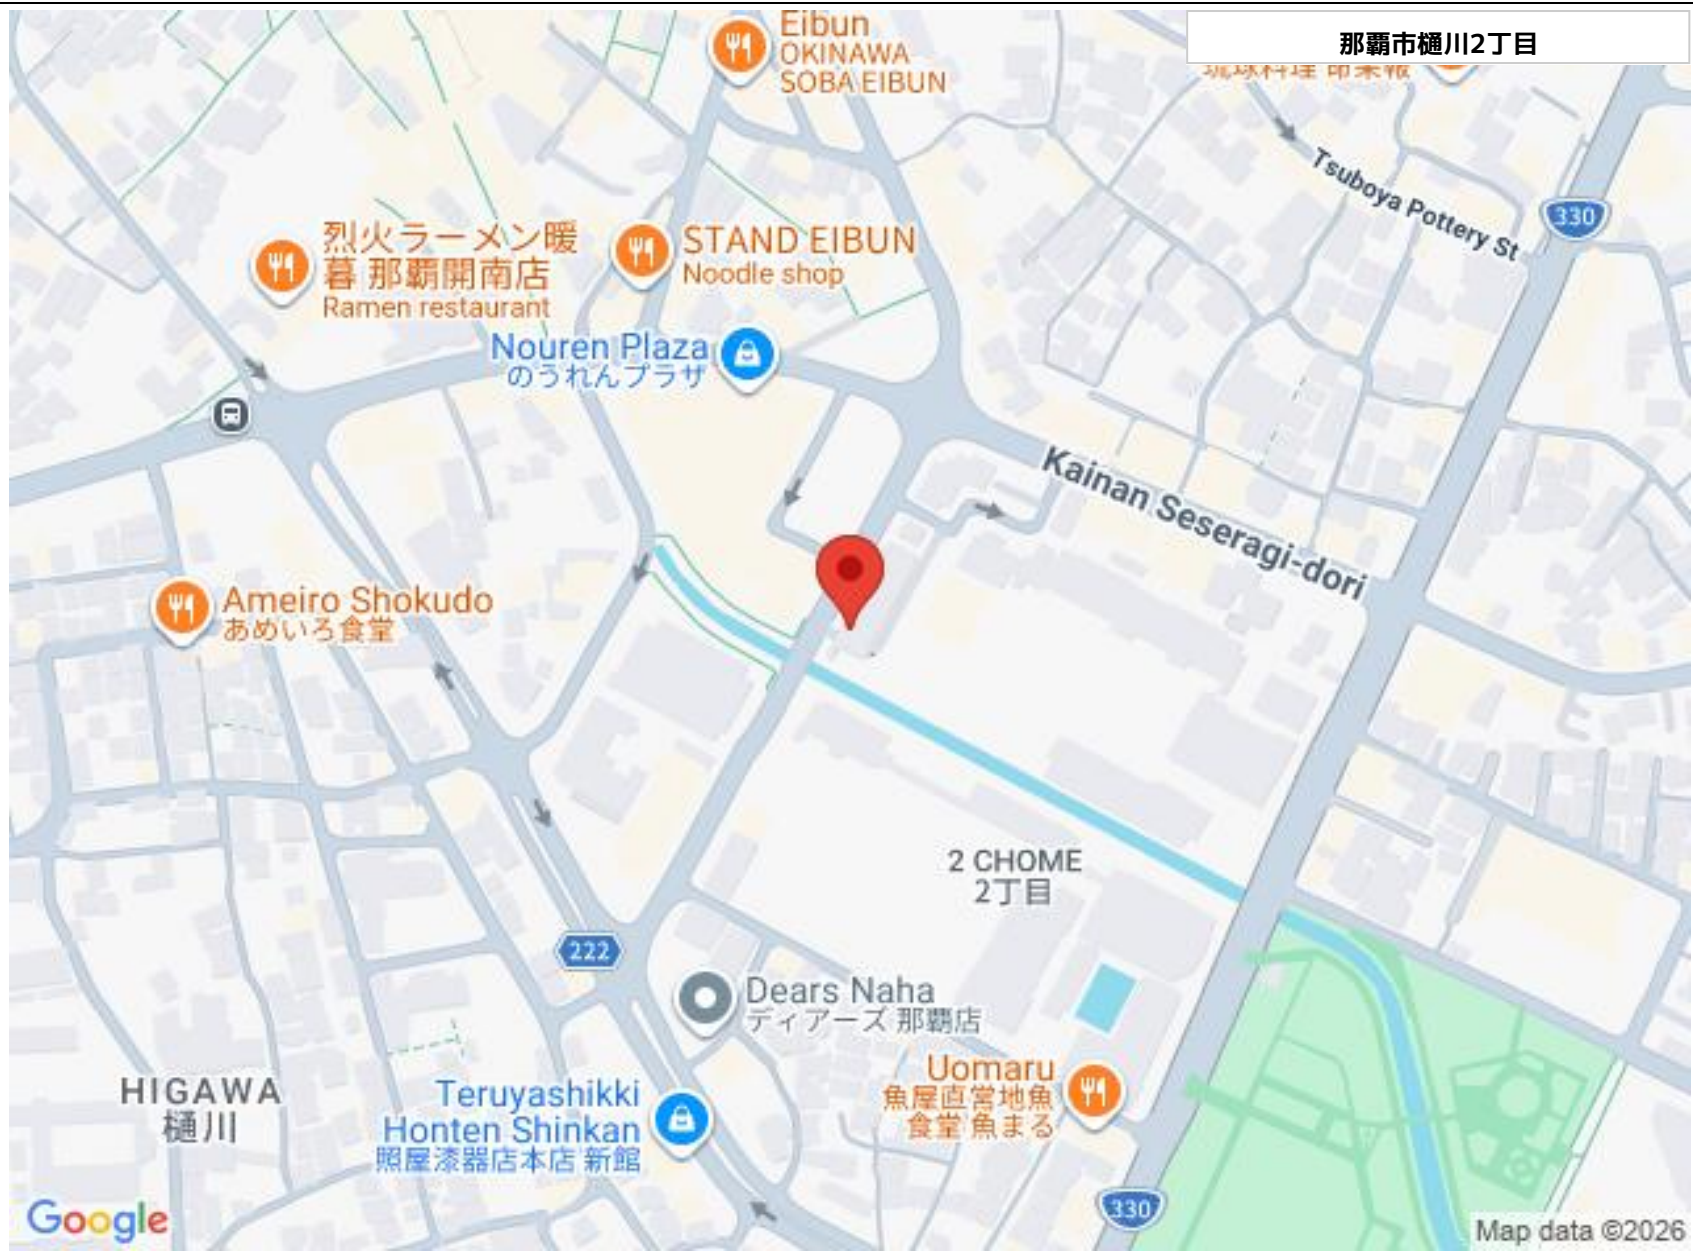 那覇市樋川2丁目
Eibun
OKINAWA
SOBA EIBUN
Tsuboya Pottery St
330
烈火ラーメン暖
暮 那覇開南店
Ramen restaurant
STAND EIBUN
Noodle shop
Nouren Plaza
のうれんプラザ
Kainan Seseragi-dori
Ameiro Shokudo
あめいろ食堂
2 CHOME
2丁目
222
Dears Naha
ディアーズ 那覇店
Uomaru
魚屋直営地魚
食堂 魚まる
HIGAWA
樋川
Teruyashikki
Honten Shinkan
照屋漆器店本店 新館
330
Google
Map data ©2026